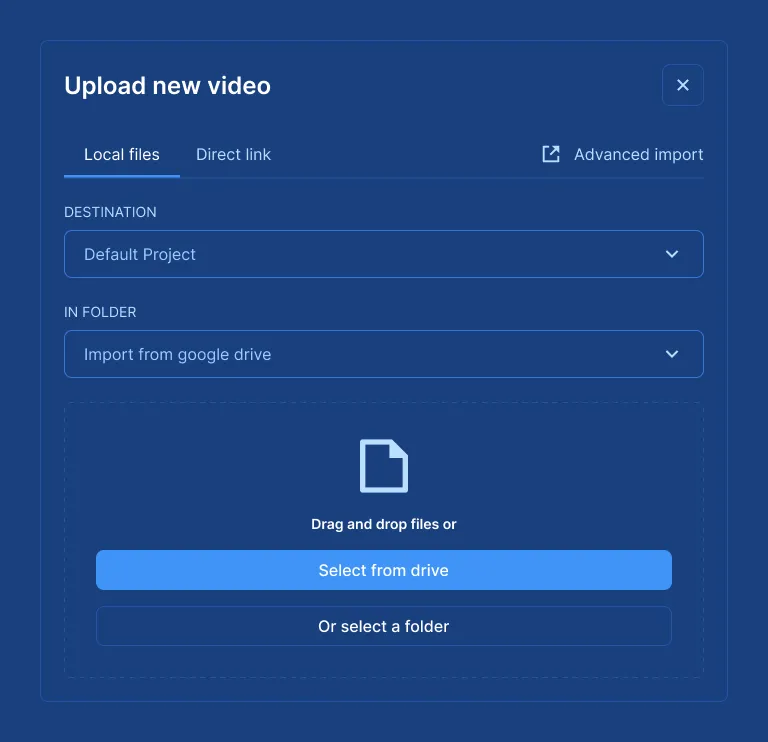 Upload new video
Local files
Direct link
Advanced import
DESTINATION
Default Project
IN FOLDER
Import from google drive
Drag and drop files or
Select from drive
Or select a folder